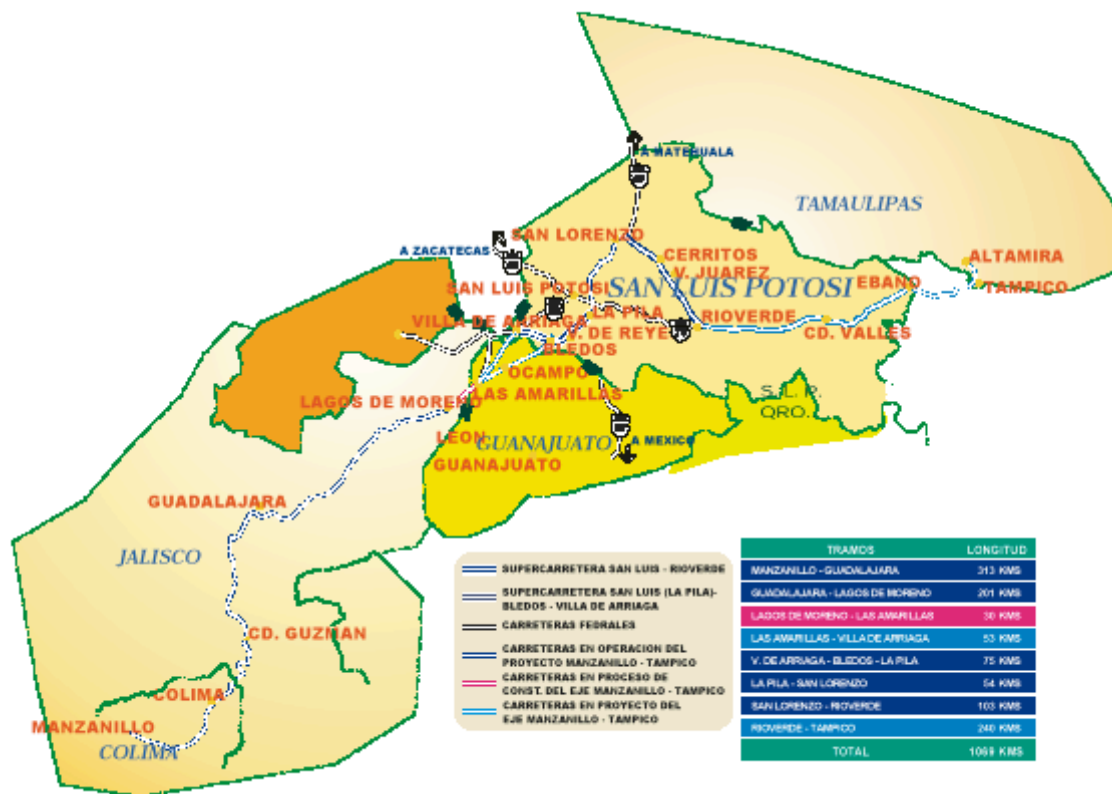 A MATEHUALA
TAMAULIPAS
SAN LORENZO
A ZACATECAS
CERRITOS
V. JUAREZ
ALTAMIRA
SAN LUIS POTOSI
SAN LUIS POTOSI
EBANO
TAMPICO
LA PILA
RIOVERDE
VILLA DE ARRIAGA
V. DE REYE
CD. VALLES
BLEDOS
OCAMPO
LAS AMARILLAS
LAGOS DE MORENO
S. L. P.
QRO.
LEON
GUANAJUATO
A MEXICO
GUANAJUATO
GUADALAJARA
JALISCO
CD. GUZMAN
COLIMA
MANZANILLO
COLIMA
SUPERCARRETERA SAN LUIS - RIOVERDE
SUPERCARRETERA SAN LUIS (LA PILA)-
BLEDOS - VILLA DE ARRIAGA
CARRETERAS FEDRALES
CARRETERAS EN OPERACION DEL
PROYECTO MANZANILLO - TAMPICO
CARRETERAS EN PROCESO DE
CONST. DEL EJE MANZANILLO - TAMPICO
CARRETERAS EN PROYECTO DEL
EJE MANZANILLO - TAMPICO
TRAMOS LONGITUD
MANZANILLO - GUADALAJARA 313 KMS
GUADALAJARA - LAGOS DE MORENO 201 KMS
LAGOS DE MORENO - LAS AMARILLAS 30 KMS
LAS AMARILLAS - VILLA DE ARRIAGA 53 KMS
V. DE ARRIAGA - BLEDOS - LA PILA 75 KMS
LA PILA - SAN LORENZO 54 KMS
SAN LORENZO - RIOVERDE 103 KMS
RIOVERDE - TAMPICO 240 KMS
TOTAL 1069 KMS